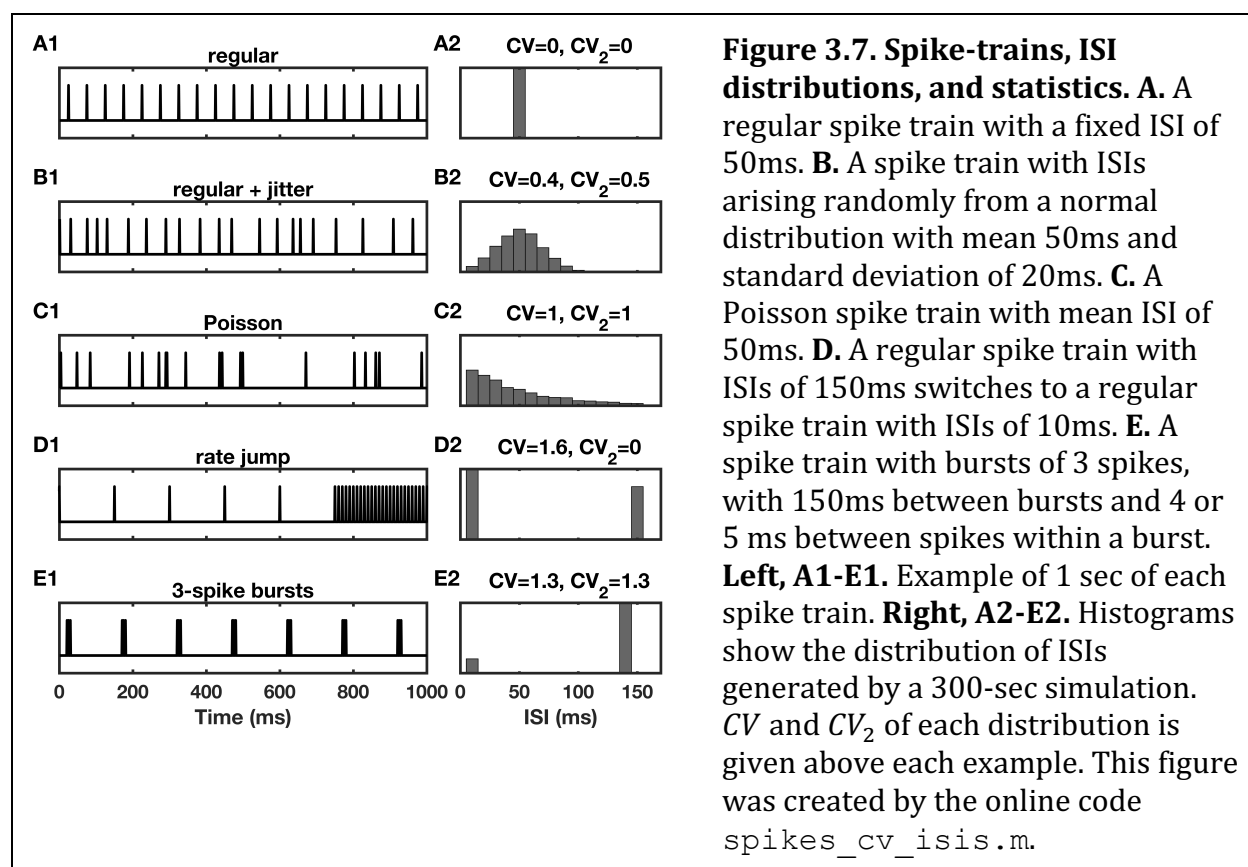 A1
regular
A2
CV=0, CV2=0
B1
regular + jitter
B2
CV=0.4, CV2=0.5
C1
Poisson
C2
CV=1, CV2=1
D1
rate jump
D2
CV=1.6, CV2=0
E1
3-spike bursts
E2
CV=1.3, CV2=1.3
0 200 400 600 800 1000
Time (ms)
0 50 100 150
ISI (ms)
Figure 3.7. Spike-trains, ISI
distributions, and statistics. A. A
regular spike train with a fixed ISI of
50ms. B. A spike train with ISIs
arising randomly from a normal
distribution with mean 50ms and
standard deviation of 20ms. C. A
Poisson spike train with mean ISI of
50ms. D. A regular spike train with
ISIs of 150ms switches to a regular
spike train with ISIs of 10ms. E. A
spike train with bursts of 3 spikes,
with 150ms between bursts and 4 or
5 ms between spikes within a burst.
Left, A1-E1. Example of 1 sec of each
spike train. Right, A2-E2. Histograms
show the distribution of ISIs
generated by a 300-sec simulation.
CV and CV2 of each distribution is
given above each example. This figure
was created by the online code
spikes_cv_isis.m.